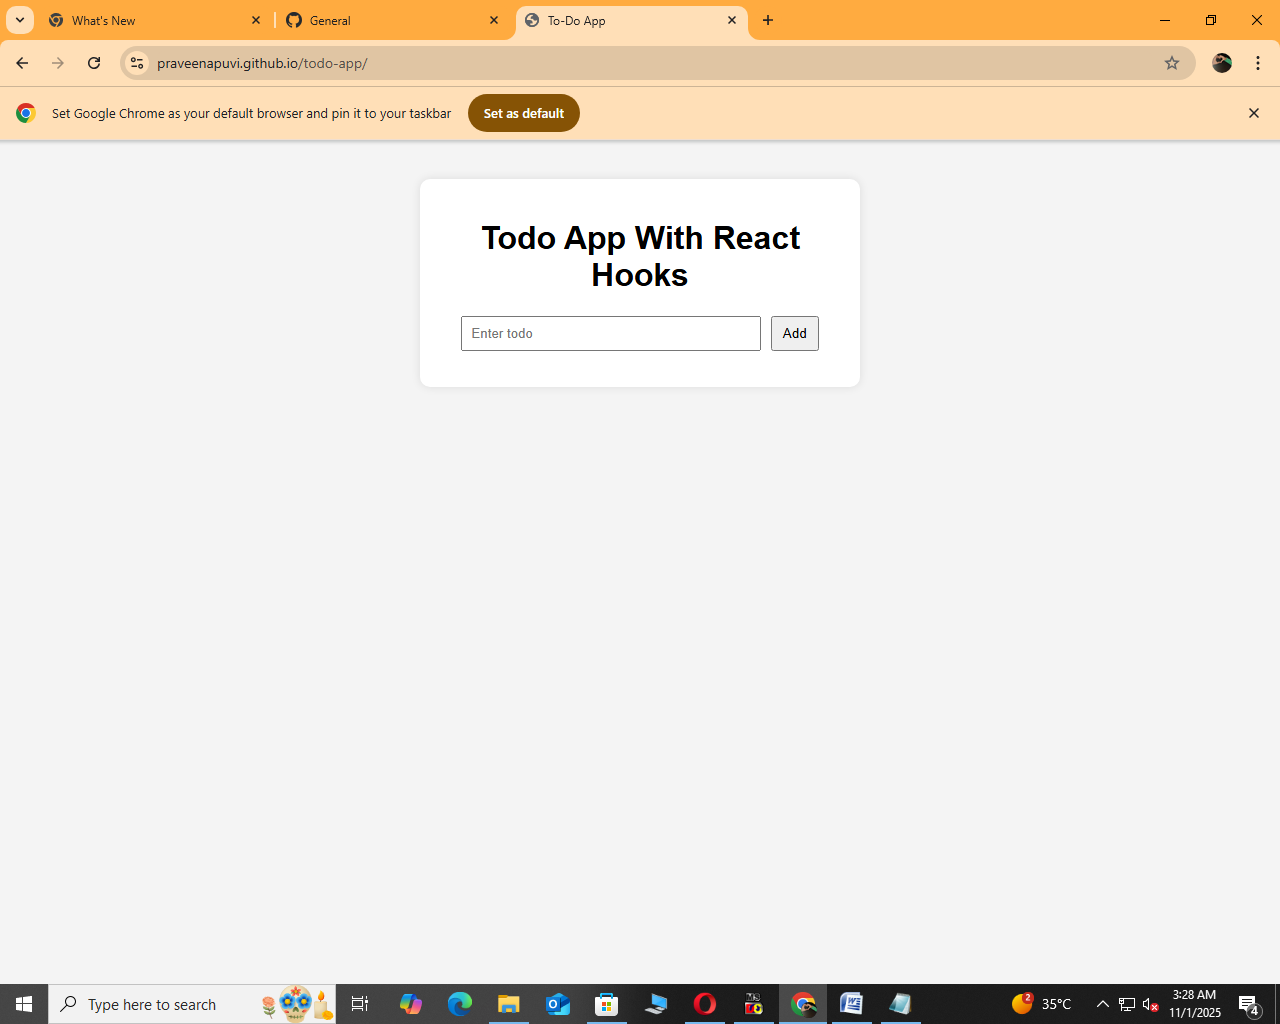 What's New
General
To-Do App
praveenapuvi.github.io/todo-app/
Set Google Chrome as your default browser and pin it to your taskbar
Set as default
Todo App With React
Hooks
Enter todo
Add
Type here to search
2
35°C
3:28 AM
11/1/2025
4